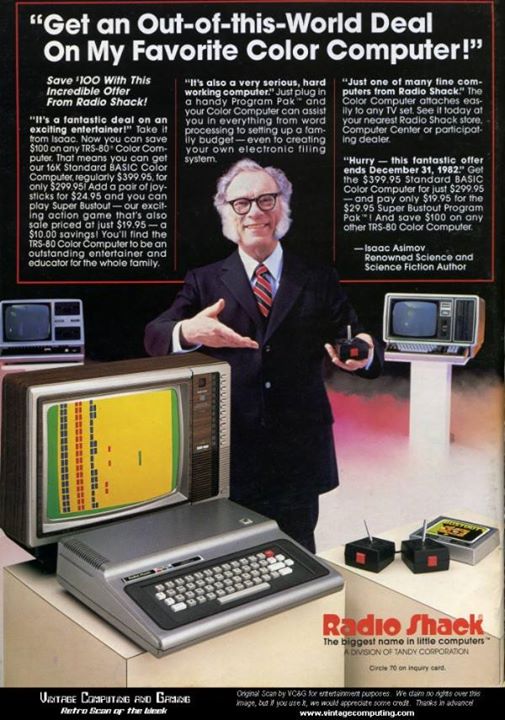 “Get an Out-of-this-World Deal
On My Favorite Color Computer!”
Save $100 With This
Incredible Offer
From Radio Shack!
“It's a fantastic deal on an
exciting entertainer!” Take it
from Isaac. Now you can save
$100 on any TRS-80® Color Com-
puter. That means you can get
our 16K Standard BASIC Color
Computer, regularly $399.95, for
only $299.95! Add a pair of joy-
sticks for $24.95 and you can
play Super Bustout — our excit-
ing action game that's also
sale priced at just $19.95 — a
$10.00 savings! You'll find the
TRS-80 Color Computer to be an
outstanding entertainer and
educator for the whole family.
“It's also a very serious, hard
working computer.” Just plug in
a handy Program Pak™ and
your Color Computer can assist
you in everything from word
processing to setting up a fam-
ily budget — even to creating
your own electronic filing
system.
“Just one of many fine com-
puters from Radio Shack.” The
Color Computer attaches eas-
ily to any TV set. See it today at
your nearest Radio Shack store,
Computer Center or participat-
ing dealer.
“Hurry — this fantastic offer
ends December 31, 1982.” Get
the $399.95 Standard BASIC
Color Computer for just $299.95
— and pay only $19.95 for the
$29.95 Super Bustout Program
Pak™! And save $100 on any
other TRS-80 Color Computer.
— Isaac Asimov
Renowned Science and
Science Fiction Author
Radio Shack
The biggest name in little computers™
A DIVISION OF TANDY CORPORATION
Circle 70 on inquiry card.
Vintage Computing and Gaming
Retro Scan of the Week
Original Scan by VC&G for entertainment purposes. We claim no rights over this
image, but if you use it, we would appreciate some credit. Thanks in advance!
www.vintagecomputing.com